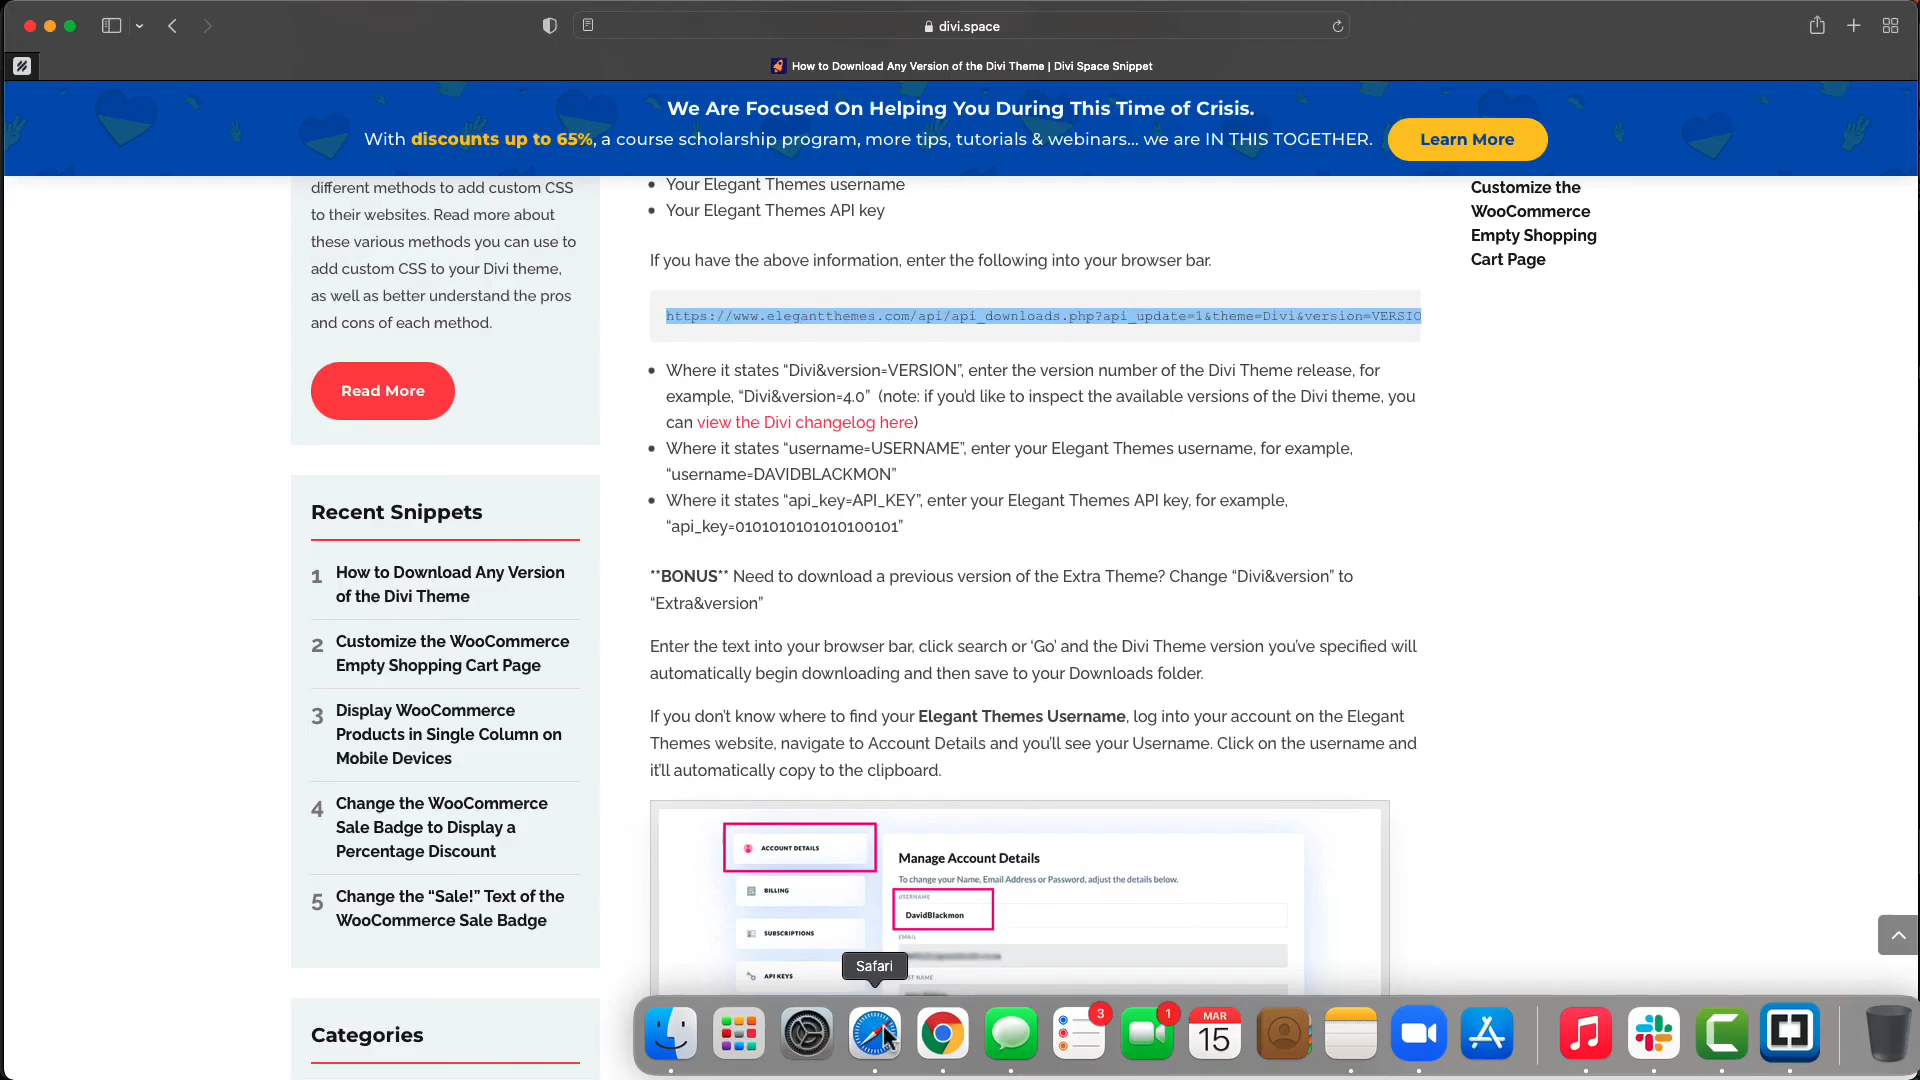 divi.space
How to Download Any Version of the Divi Theme | Divi Space Snippet
We Are Focused On Helping You During This Time of Crisis.
With discounts up to 65%, a course scholarship program, more tips, tutorials & webinars... we are IN THIS TOGETHER.
Learn More
different methods to add custom CSS
to their websites. Read more about
these various methods you can use to
add custom CSS to your Divi theme,
as well as better understand the pros
and cons of each method.
Read More
Recent Snippets
1 How to Download Any Version
of the Divi Theme
2 Customize the WooCommerce
Empty Shopping Cart Page
3 Display WooCommerce
Products in Single Column on
Mobile Devices
4 Change the WooCommerce
Sale Badge to Display a
Percentage Discount
5 Change the “Sale!” Text of the
WooCommerce Sale Badge
Categories
• Your Elegant Themes username
• Your Elegant Themes API key
If you have the above information, enter the following into your browser bar.
https://www.elegantthemes.com/api/api_downloads.php?api_update=1&theme=Divi&version=VERSIO
• Where it states “Divi&version=VERSION”, enter the version number of the Divi Theme release, for
example, “Divi&version=4.0” (note: if you’d like to inspect the available versions of the Divi theme, you
can view the Divi changelog here)
• Where it states “username=USERNAME”, enter your Elegant Themes username, for example,
“username=DAVIDBLACKMON”
• Where it states “api_key=API_KEY”, enter your Elegant Themes API key, for example,
“api_key=0101010101010100101”
**BONUS** Need to download a previous version of the Extra Theme? Change “Divi&version” to
“Extra&version”
Enter the text into your browser bar, click search or ‘Go’ and the Divi Theme version you’ve specified will
automatically begin downloading and then save to your Downloads folder.
If you don’t know where to find your Elegant Themes Username, log into your account on the Elegant
Themes website, navigate to Account Details and you’ll see your Username. Click on the username and
it’ll automatically copy to the clipboard.
ACCOUNT DETAILS
BILLING
SUBSCRIPTIONS
API KEYS
Manage Account Details
To change your Name, Email Address or Password, adjust the details below.
USERNAME
DavidBlackmon
EMAIL
Customize the
WooCommerce
Empty Shopping
Cart Page
Safari
3
1
MAR
15